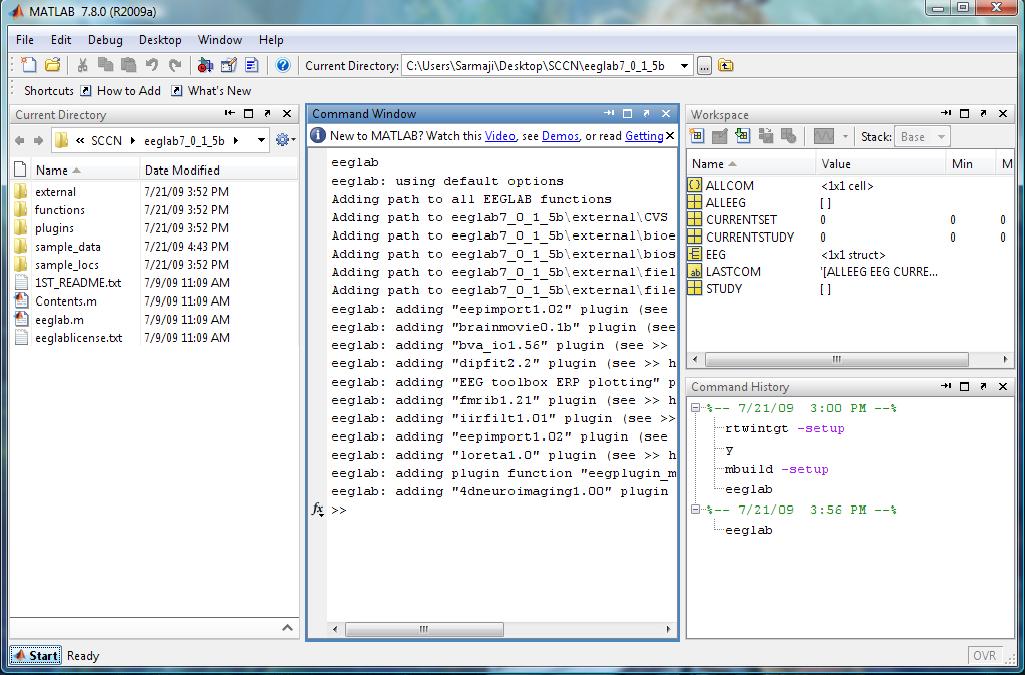 MATLAB 7.8.0 (R2009a)
File Edit Debug Desktop Window Help
Current Directory: C:\Users\Sarmaji\Desktop\SCCN\eeglab7_0_1_5b ...
Shortcuts How to Add What's New
Current Directory
« SCCN eeglab7_0_1_5b
Name Date Modified
external 7/21/09 3:52 PM
functions 7/21/09 3:52 PM
plugins 7/21/09 3:52 PM
sample_data 7/21/09 4:43 PM
sample_locs 7/21/09 3:52 PM
1ST_README.txt 7/9/09 11:09 AM
Contents.m 7/9/09 11:09 AM
eeglab.m 7/9/09 11:09 AM
eeglablicense.txt 7/9/09 11:09 AM
Command Window
New to MATLAB? Watch this Video, see Demos, or read Getting
eeglab
eeglab: using default options
Adding path to all EEGLAB functions
Adding path to eeglab7_0_1_5b\external\CVS
Adding path to eeglab7_0_1_5b\external\bioe
Adding path to eeglab7_0_1_5b\external\bios
Adding path to eeglab7_0_1_5b\external\fiel
Adding path to eeglab7_0_1_5b\external\file
eeglab: adding "eepimport1.02" plugin (see
eeglab: adding "brainmovie0.1b" plugin (see
eeglab: adding "bva_io1.56" plugin (see >>
eeglab: adding "dipfit2.2" plugin (see >> h
eeglab: adding "EEG toolbox ERP plotting" p
eeglab: adding "fmrib1.21" plugin (see >> h
eeglab: adding "iirfilt1.01" plugin (see >>
eeglab: adding "eepimport1.02" plugin (see
eeglab: adding "loreta1.0" plugin (see >> h
eeglab: adding plugin function "eegplugin_m
eeglab: adding "4dneuroimaging1.00" plugin
fx >>
Workspace
Stack: Base
Name Value Min M
ALLCOM <1x1 cell>
ALLEEG [ ]
CURRENTSET 0 0 0
CURRENTSTUDY 0 0 0
EEG <1x1 struct>
LASTCOM '[ALLEEG EEG CURRE...
STUDY [ ]
Command History
%-- 7/21/09 3:00 PM --%
rtwintgt -setup
y
mbuild -setup
eeglab
%-- 7/21/09 3:56 PM --%
eeglab
Start Ready OVR